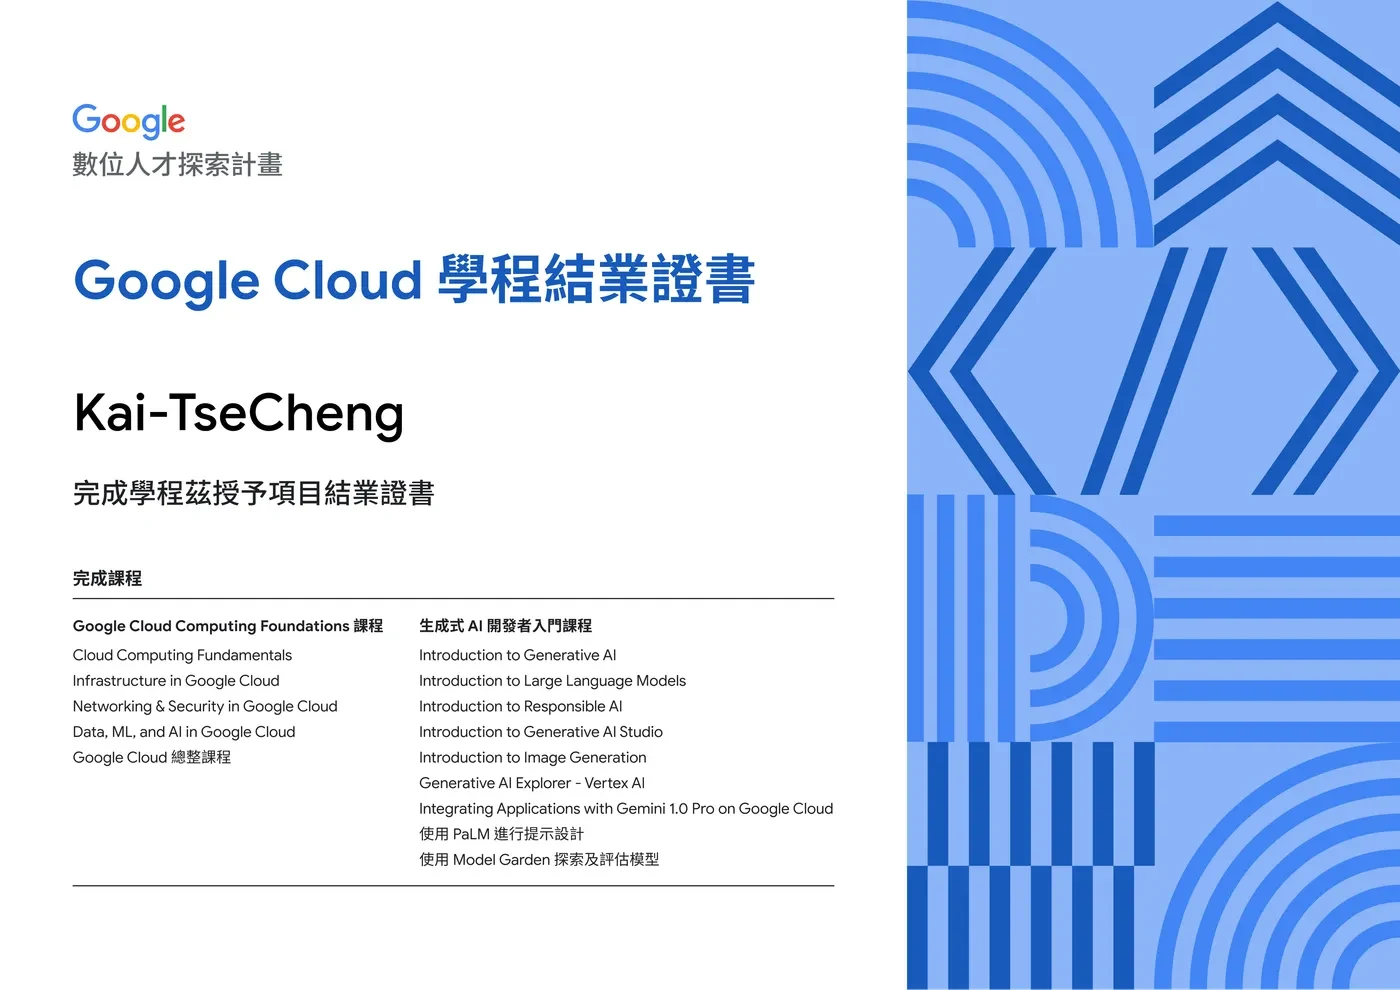 Google
數位人才探索計畫
Google Cloud 學程結業證書
Kai-TseCheng
完成學程茲授予項目結業證書
完成課程
Google Cloud Computing Foundations 課程
Cloud Computing Fundamentals
Infrastructure in Google Cloud
Networking & Security in Google Cloud
Data, ML, and AI in Google Cloud
Google Cloud 總整課程
生成式 AI 開發者入門課程
Introduction to Generative AI
Introduction to Large Language Models
Introduction to Responsible AI
Introduction to Generative AI Studio
Introduction to Image Generation
Generative AI Explorer - Vertex AI
Integrating Applications with Gemini 1.0 Pro on Google Cloud
使用 PaLM 進行提示設計
使用 Model Garden 探索及評估模型